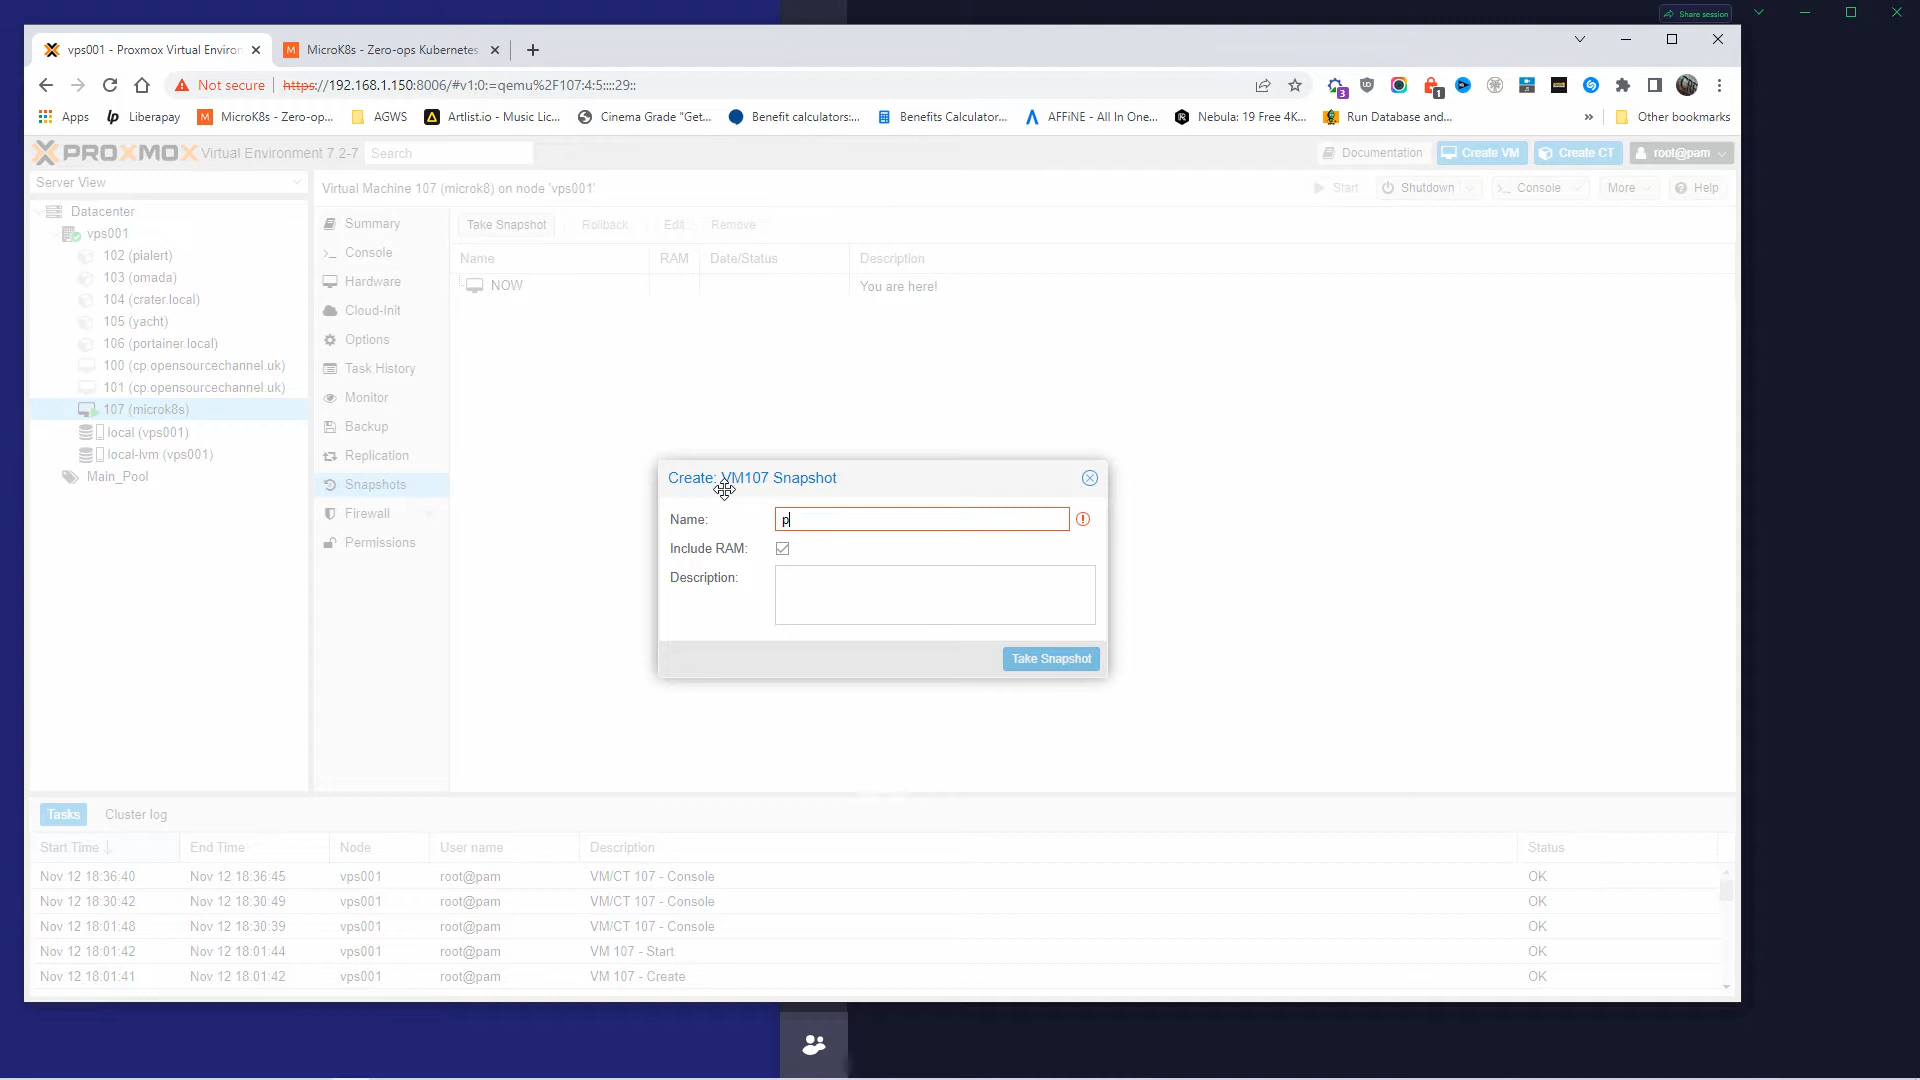 Share session
vps001 - Proxmox Virtual Environ
MicroK8s - Zero-ops Kubernetes
Not secure
https://192.168.1.150:8006/#v1:0:=qemu%2F107:4:5::::29::
3
1
Apps
Liberapay
MicroK8s - Zero-op...
AGWS
Artlist.io - Music Lic...
Cinema Grade "Get...
Benefit calculators:...
Benefits Calculator...
AFFiNE - All In One...
Nebula: 19 Free 4K...
Run Database and...
»
Other bookmarks
PROXMOX
Virtual Environment 7.2-7
Search
Documentation
Create VM
Create CT
root@pam
Server View
Virtual Machine 107 (microk8) on node 'vps001'
Start
Shutdown
Console
More
Help
Datacenter
vps001
102 (pialert)
103 (omada)
104 (crater.local)
105 (yacht)
106 (portainer.local)
100 (cp.opensourcechannel.uk)
101 (cp.opensourcechannel.uk)
107 (microk8s)
local (vps001)
local-lvm (vps001)
Main_Pool
Summary
Console
Hardware
Cloud-Init
Options
Task History
Monitor
Backup
Replication
Snapshots
Firewall
Permissions
Take Snapshot
Rollback
Edit
Remove
Name
RAM
Date/Status
Description
NOW
You are here!
Create: VM107 Snapshot
Name:
p
Include RAM:
Description:
Take Snapshot
Tasks
Cluster log
Start Time
End Time
Node
User name
Description
Status
Nov 12 18:36:40
Nov 12 18:36:45
vps001
root@pam
VM/CT 107 - Console
OK
Nov 12 18:30:42
Nov 12 18:30:49
vps001
root@pam
VM/CT 107 - Console
OK
Nov 12 18:01:48
Nov 12 18:30:39
vps001
root@pam
VM/CT 107 - Console
OK
Nov 12 18:01:42
Nov 12 18:01:44
vps001
root@pam
VM 107 - Start
OK
Nov 12 18:01:41
Nov 12 18:01:42
vps001
root@pam
VM 107 - Create
OK